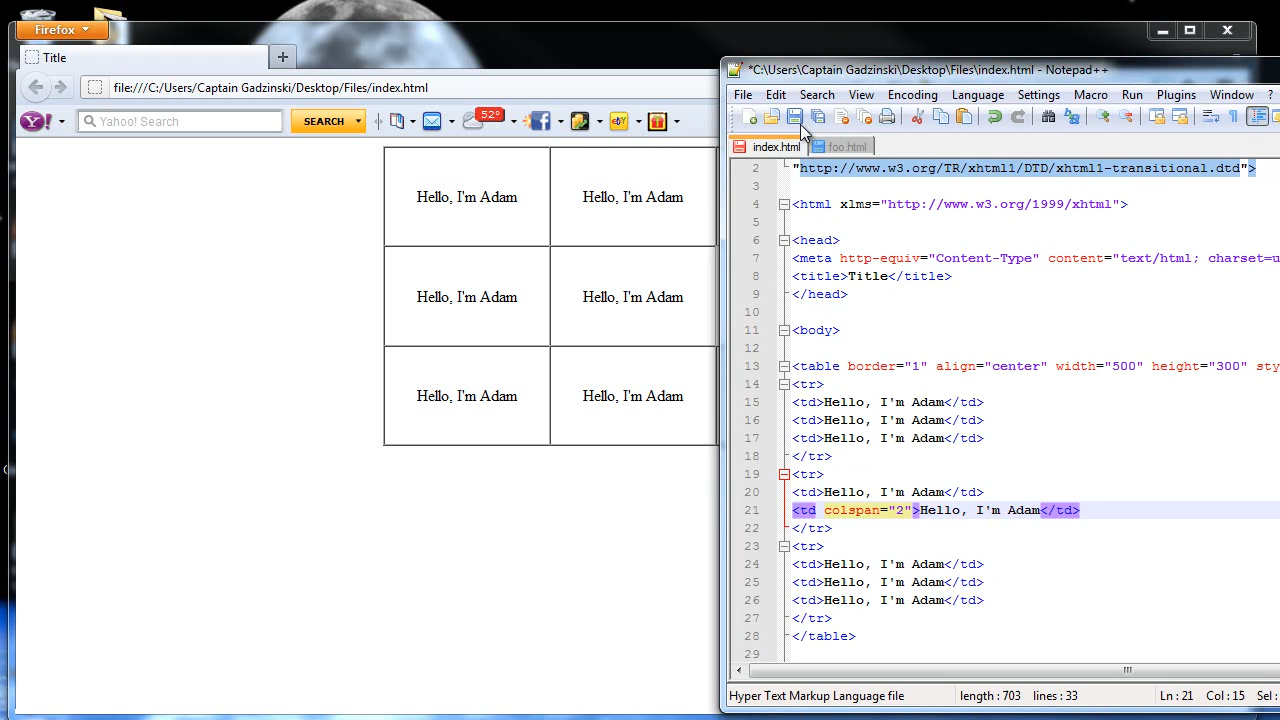 Firefox
Title
file:///C:/Users/Captain Gadzinski/Desktop/Files/index.html
Yahoo! Search
SEARCH
52°
Hello, I'm Adam Hello, I'm Adam
Hello, I'm Adam Hello, I'm Adam
Hello, I'm Adam Hello, I'm Adam
*C:\Users\Captain Gadzinski\Desktop\Files\index.html - Notepad++
File Edit Search View Encoding Language Settings Macro Run Plugins Window ?
index.html foo.html
2 "http://www.w3.org/TR/xhtml1/DTD/xhtml1-transitional.dtd">
3
4 <html xlms="http://www.w3.org/1999/xhtml">
5
6 <head>
7 <meta http-equiv="Content-Type" content="text/html; charset=u
8 <title>Title</title>
9 </head>
10
11 <body>
12
13 <table border="1" align="center" width="500" height="300" sty
14 <tr>
15 <td>Hello, I'm Adam</td>
16 <td>Hello, I'm Adam</td>
17 <td>Hello, I'm Adam</td>
18 </tr>
19 <tr>
20 <td>Hello, I'm Adam</td>
21 <td colspan="2">Hello, I'm Adam</td>
22 </tr>
23 <tr>
24 <td>Hello, I'm Adam</td>
25 <td>Hello, I'm Adam</td>
26 <td>Hello, I'm Adam</td>
27 </tr>
28 </table>
29
Hyper Text Markup Language file length : 703 lines : 33 Ln : 21 Col : 15 Sel :